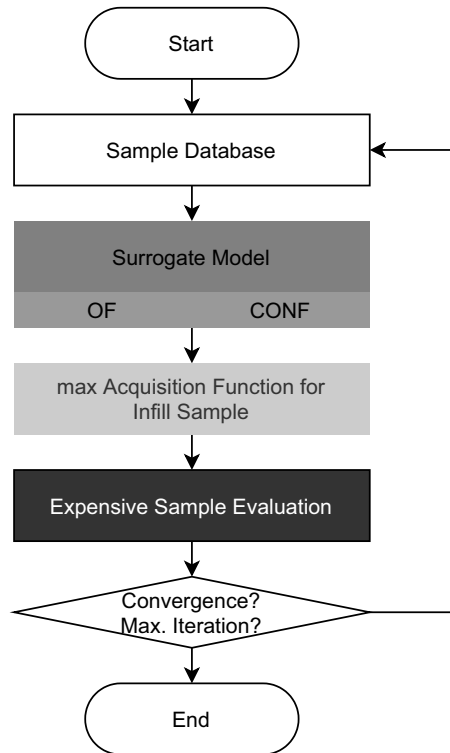 Start
Sample Database
Surrogate Model
OF CONF
max Acquisition Function for
Infill Sample
Expensive Sample Evaluation
Convergence?
Max. Iteration?
End